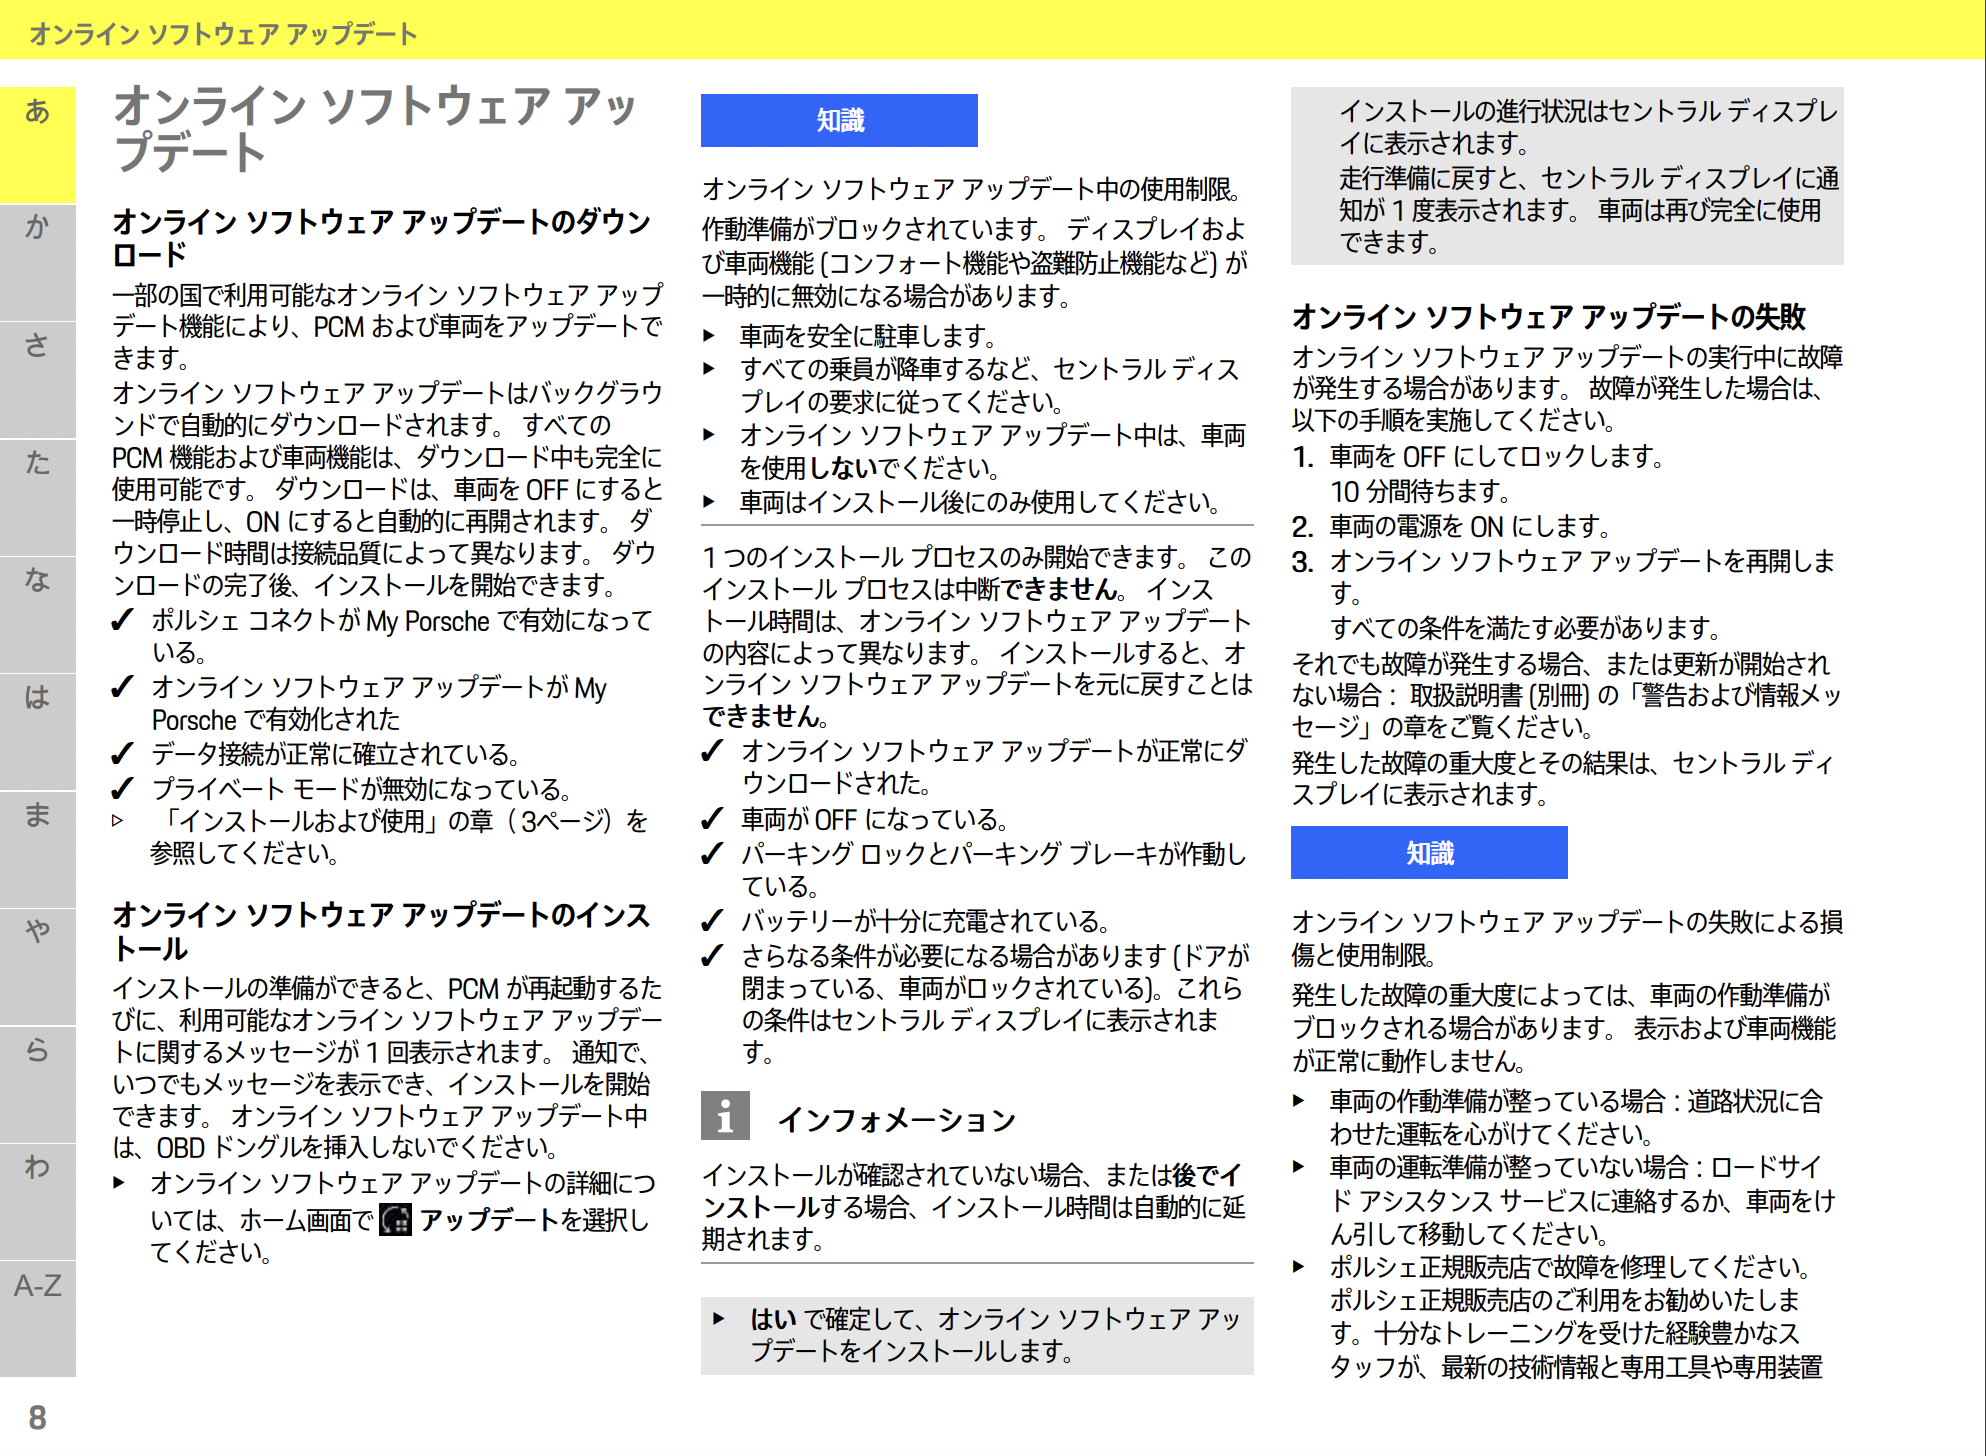 オンライン ソフトウェア アップデート
あ
か
さ
た
な
は
ま
や
ら
わ
A-Z
8
オンライン ソフトウェア アッ
プデート
オンライン ソフトウェア アップデートのダウン
ロード
一部の国で利用可能なオンライン ソフトウェア アップ
デート機能により、PCM および車両をアップデートで
きます。
オンライン ソフトウェア アップデートはバックグラウ
ンドで自動的にダウンロードされます。 すべての
PCM 機能および車両機能は、ダウンロード中も完全に
使用可能です。 ダウンロードは、車両を OFF にすると
一時停止し、ON にすると自動的に再開されます。 ダ
ウンロード時間は接続品質によって異なります。 ダウ
ンロードの完了後、インストールを開始できます。
✓ ポルシェ コネクトが My Porsche で有効になって
いる。
✓ オンライン ソフトウェア アップデートが My
Porsche で有効化された
✓ データ接続が正常に確立されている。
✓ プライベート モードが無効になっている。
▷ 「インストールおよび使用」の章（ 3ページ）を
参照してください。
オンライン ソフトウェア アップデートのインス
トール
インストールの準備ができると、PCM が再起動するた
びに、利用可能なオンライン ソフトウェア アップデー
トに関するメッセージが 1 回表示されます。 通知で、
いつでもメッセージを表示でき、インストールを開始
できます。 オンライン ソフトウェア アップデート中
は、OBD ドングルを挿入しないでください。
▶ オンライン ソフトウェア アップデートの詳細につ
いては、ホーム画面で アップデートを選択し
てください。
知識
オンライン ソフトウェア アップデート中の使用制限。
作動準備がブロックされています。 ディスプレイおよ
び車両機能 (コンフォート機能や盗難防止機能など) が
一時的に無効になる場合があります。
▶ 車両を安全に駐車します。
▶ すべての乗員が降車するなど、セントラル ディス
プレイの要求に従ってください。
▶ オンライン ソフトウェア アップデート中は、車両
を使用しないでください。
▶ 車両はインストール後にのみ使用してください。
1 つのインストール プロセスのみ開始できます。 この
インストール プロセスは中断できません。 インス
トール時間は、オンライン ソフトウェア アップデート
の内容によって異なります。 インストールすると、オ
ンライン ソフトウェア アップデートを元に戻すことは
できません。
✓ オンライン ソフトウェア アップデートが正常にダ
ウンロードされた。
✓ 車両が OFF になっている。
✓ パーキング ロックとパーキング ブレーキが作動し
ている。
✓ バッテリーが十分に充電されている。
✓ さらなる条件が必要になる場合があります (ドアが
閉まっている、車両がロックされている)。これら
の条件はセントラル ディスプレイに表示されま
す。
i インフォメーション
インストールが確認されていない場合、または後でイ
ンストールする場合、インストール時間は自動的に延
期されます。
▶ はい で確定して、オンライン ソフトウェア アッ
プデートをインストールします。
インストールの進行状況はセントラル ディスプレ
イに表示されます。
走行準備に戻すと、セントラル ディスプレイに通
知が 1 度表示されます。 車両は再び完全に使用
できます。
オンライン ソフトウェア アップデートの失敗
オンライン ソフトウェア アップデートの実行中に故障
が発生する場合があります。 故障が発生した場合は、
以下の手順を実施してください。
1. 車両を OFF にしてロックします。
10 分間待ちます。
2. 車両の電源を ON にします。
3. オンライン ソフトウェア アップデートを再開しま
す。
すべての条件を満たす必要があります。
それでも故障が発生する場合、または更新が開始され
ない場合： 取扱説明書 (別冊) の「警告および情報メッ
セージ」の章をご覧ください。
発生した故障の重大度とその結果は、セントラル ディ
スプレイに表示されます。
知識
オンライン ソフトウェア アップデートの失敗による損
傷と使用制限。
発生した故障の重大度によっては、車両の作動準備が
ブロックされる場合があります。 表示および車両機能
が正常に動作しません。
▶ 車両の作動準備が整っている場合：道路状況に合
わせた運転を心がけてください。
▶ 車両の運転準備が整っていない場合：ロードサイ
ド アシスタンス サービスに連絡するか、車両をけ
ん引して移動してください。
▶ ポルシェ正規販売店で故障を修理してください。
ポルシェ正規販売店のご利用をお勧めいたしま
す。十分なトレーニングを受けた経験豊かなス
タッフが、最新の技術情報と専用工具や専用装置